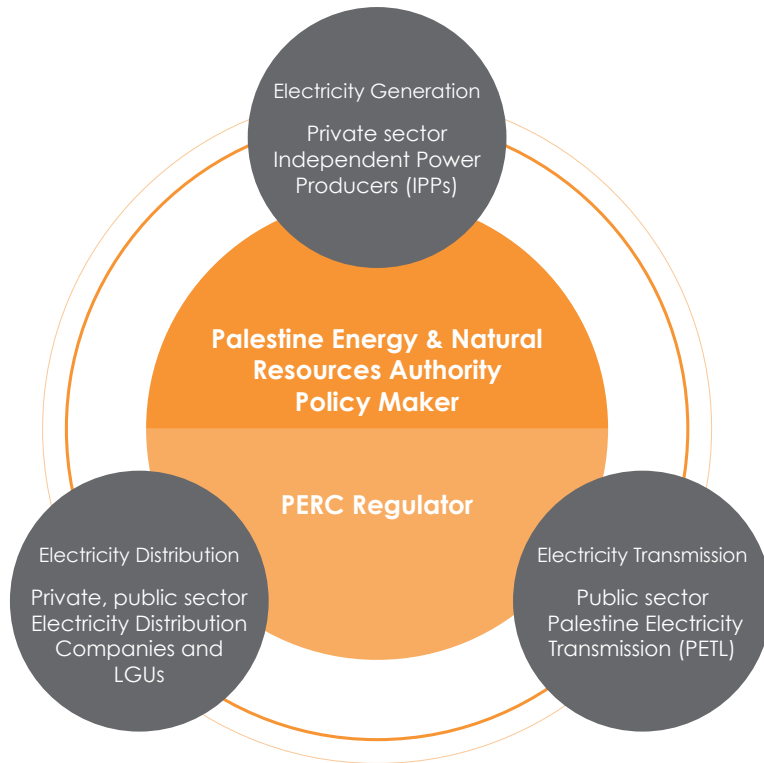 Electricity Generation
Private sector
Independent Power
Producers (IPPs)
Palestine Energy & Natural
Resources Authority
Policy Maker
PERC Regulator
Electricity Distribution
Private, public sector
Electricity Distribution
Companies and
LGUs
Electricity Transmission
Public sector
Palestine Electricity
Transmission (PETL)